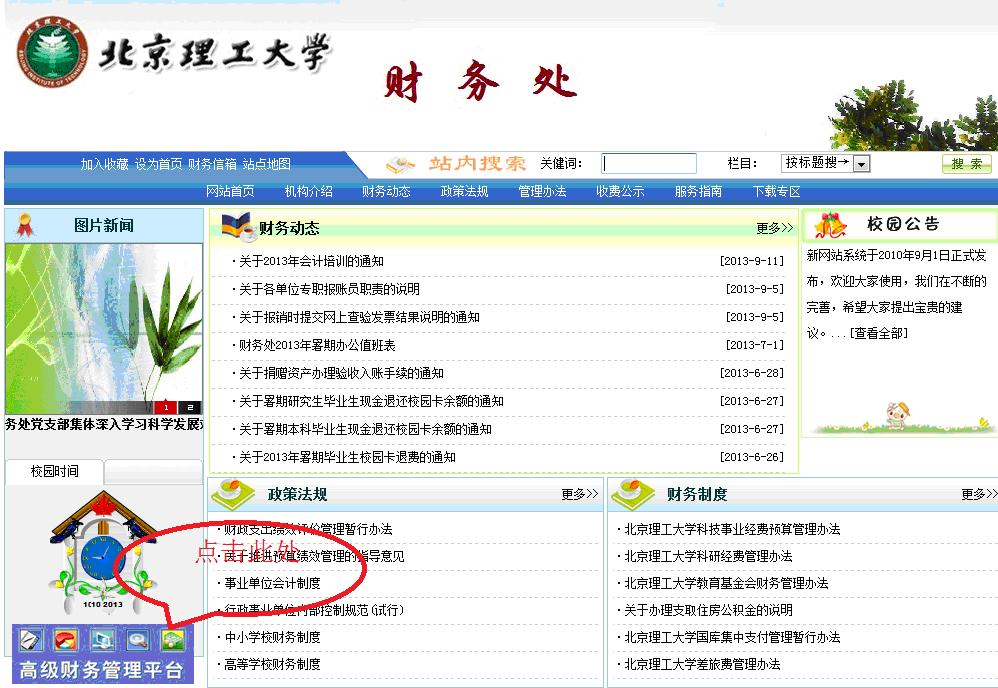 北京理工大学
BEIJING INSTITUTE OF TECHNOLOGY
财务处
加入收藏 设为首页 财务信箱 站点地图
站内搜索 关键词： 栏目： 按标题搜→ 搜 索
网站首页 机构介绍 财务动态 政策法规 管理办法 收费公示 服务指南 下载专区
图片新闻
1 2
务处党支部集体深入学习科学发展
校园时间
1(10 2013
高级财务管理平台
财务动态 更多>>
·关于2013年会计培训的通知 [2013-9-11]
·关于各单位专职报账员职责的说明 [2013-9-5]
·关于报销时提交网上查验发票结果说明的通知 [2013-9-5]
·财务处2013年暑期办公值班表 [2013-7-1]
·关于捐赠资产办理验收入账手续的通知 [2013-6-28]
·关于暑期研究生毕业生现金退还校园卡余额的通知 [2013-6-27]
·关于暑期本科毕业生现金退还校园卡余额的通知 [2013-6-27]
·关于2013年暑期毕业生校园卡退费的通知 [2013-6-26]
校园公告
新网站系统于2010年9月1日正式发
布，欢迎大家使用，我们在不断的
完善，希望大家提出宝贵的建
议。...[查看全部]
政策法规 更多>>
·财政支出绩效评价管理暂行办法
点击此处
·关于推进预算绩效管理的指导意见
·事业单位会计制度
·行政事业单位内部控制规范(试行)
·中小学校财务制度
·高等学校财务制度
财务制度 更多>>
·北京理工大学科技事业经费预算管理办法
·北京理工大学科研经费管理办法
·北京理工大学教育基金会财务管理办法
·关于办理支取住房公积金的说明
·北京理工大学国库集中支付管理暂行办法
·北京理工大学差旅费管理办法